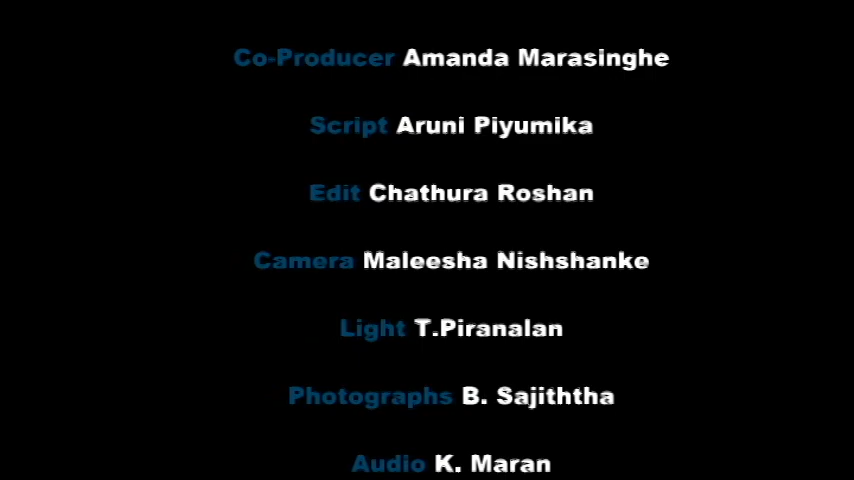 Co-Producer Amanda Marasinghe
Script Aruni Piyumika
Edit Chathura Roshan
Camera Maleesha Nishshanke
Light T.Piranalan
Photographs B. Sajiththa
Audio K. Maran